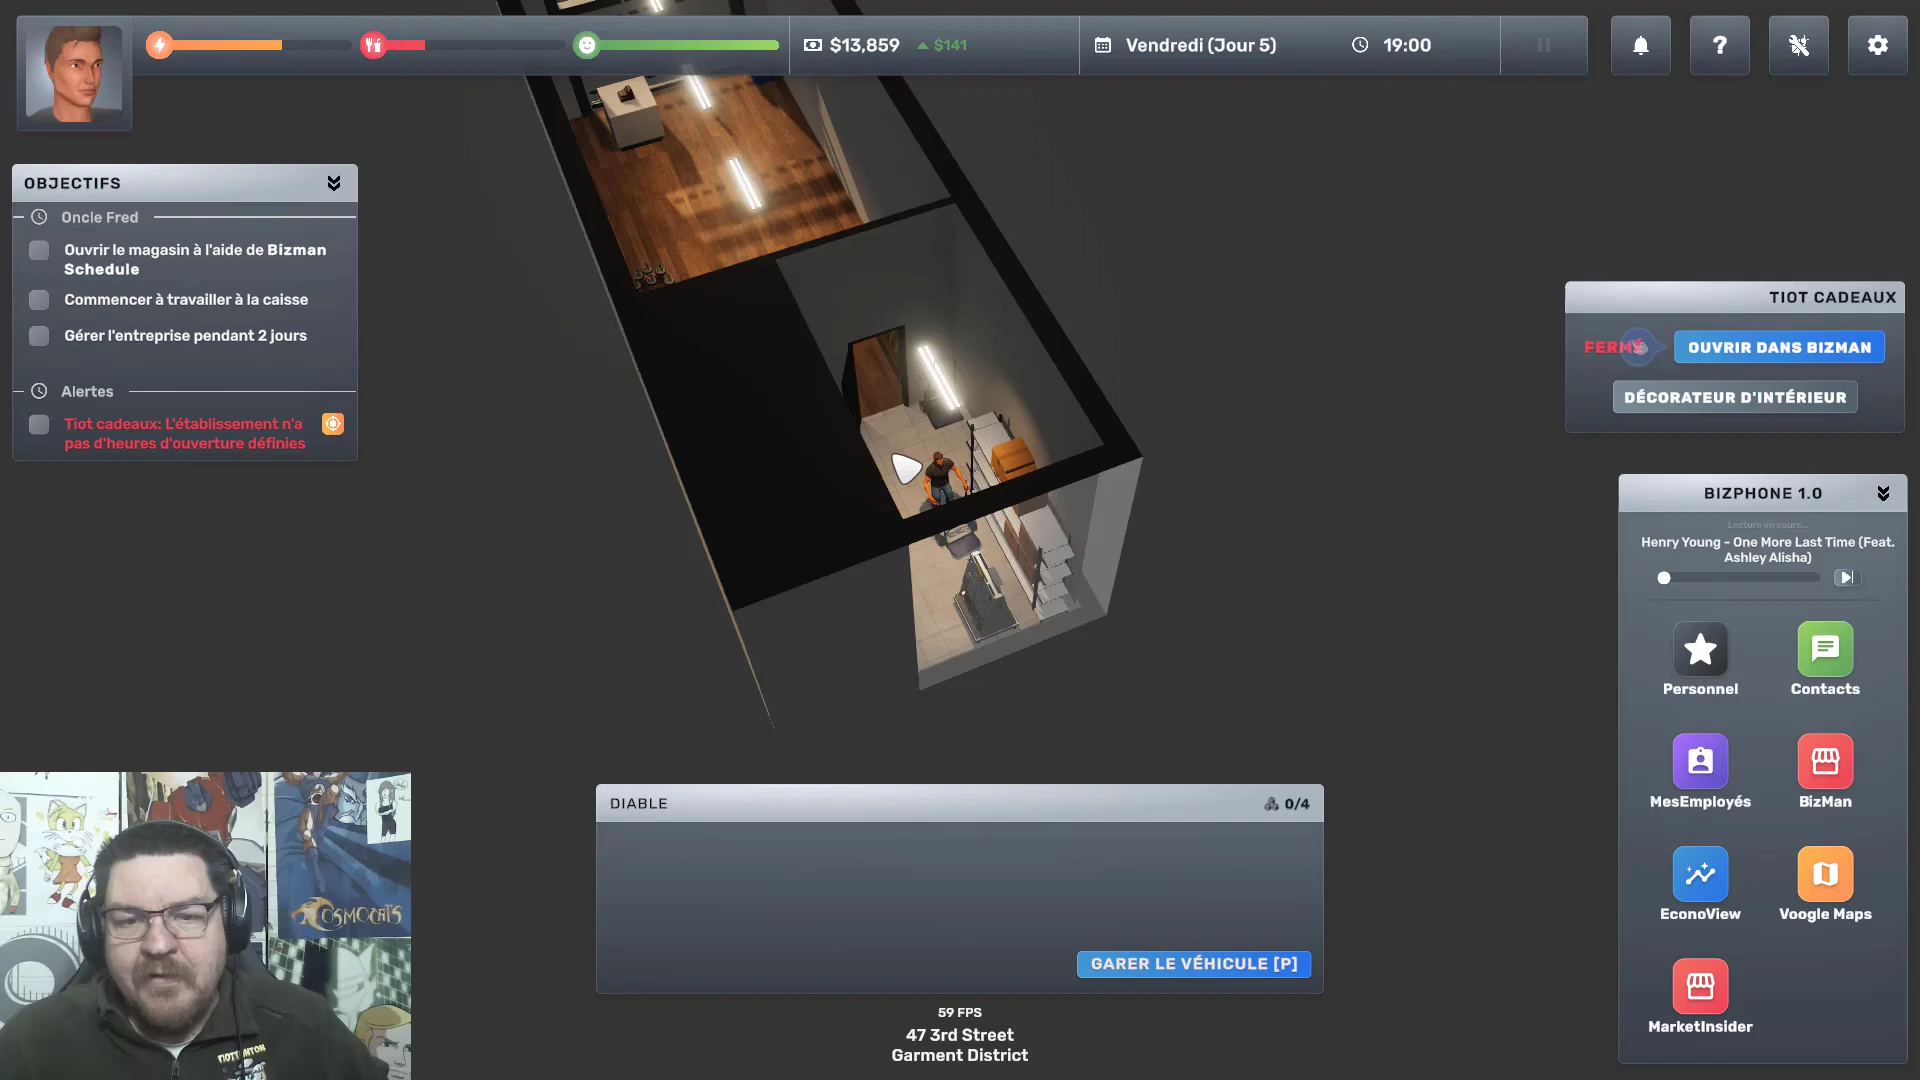 $13,859
$141
Vendredi (Jour 5)
19:00
?
OBJECTIFS
Oncle Fred
Ouvrir le magasin à l'aide de Bizman
Schedule
Commencer à travailler à la caisse
Gérer l'entreprise pendant 2 jours
Alertes
Tiot cadeaux: L'établissement n'a
pas d'heures d'ouverture définies
TIOT CADEAUX
FERMÉ
OUVRIR DANS BIZMAN
DÉCORATEUR D'INTÉRIEUR
BIZPHONE 1.0
Lecture en cours...
Henry Young - One More Last Time (Feat.
Ashley Alisha)
Personnel
Contacts
MesEmployés
BizMan
EconoView
Voogle Maps
MarketInsider
DIABLE
0/4
GARER LE VÉHICULE [P]
59 FPS
47 3rd Street
Garment District
COSMOCATS